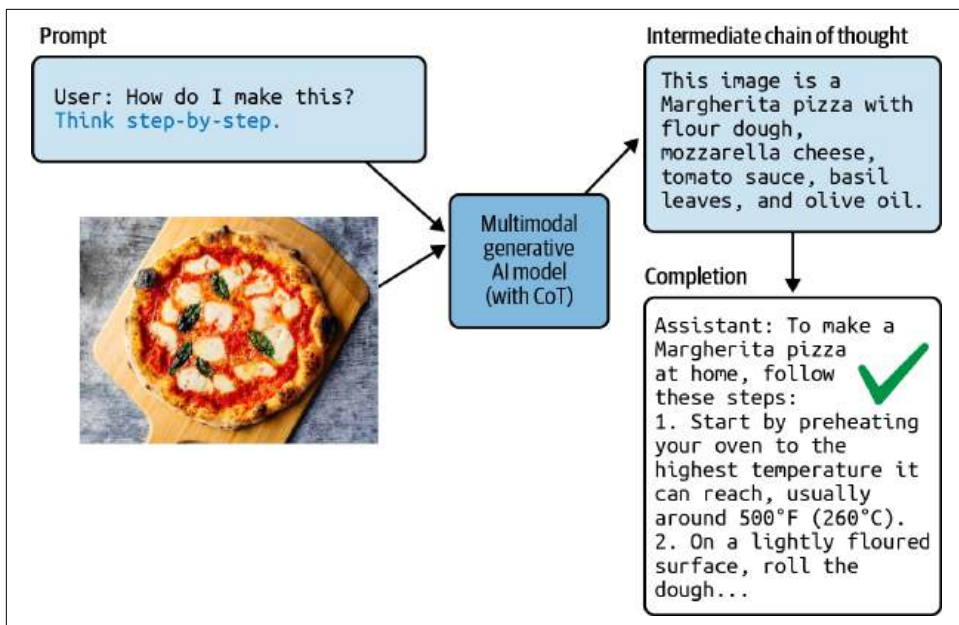 Prompt
User: How do I make this?
Think step-by-step.
Multimodal
generative
AI model
(with CoT)
Intermediate chain of thought
This image is a
Margherita pizza with
flour dough,
mozzarella cheese,
tomato sauce, basil
leaves, and olive oil.
Completion
Assistant: To make a
Margherita pizza
at home, follow
these steps:
1. Start by preheating
your oven to the
highest temperature it
can reach, usually
around 500°F (260°C).
2. On a lightly floured
surface, roll the
dough...